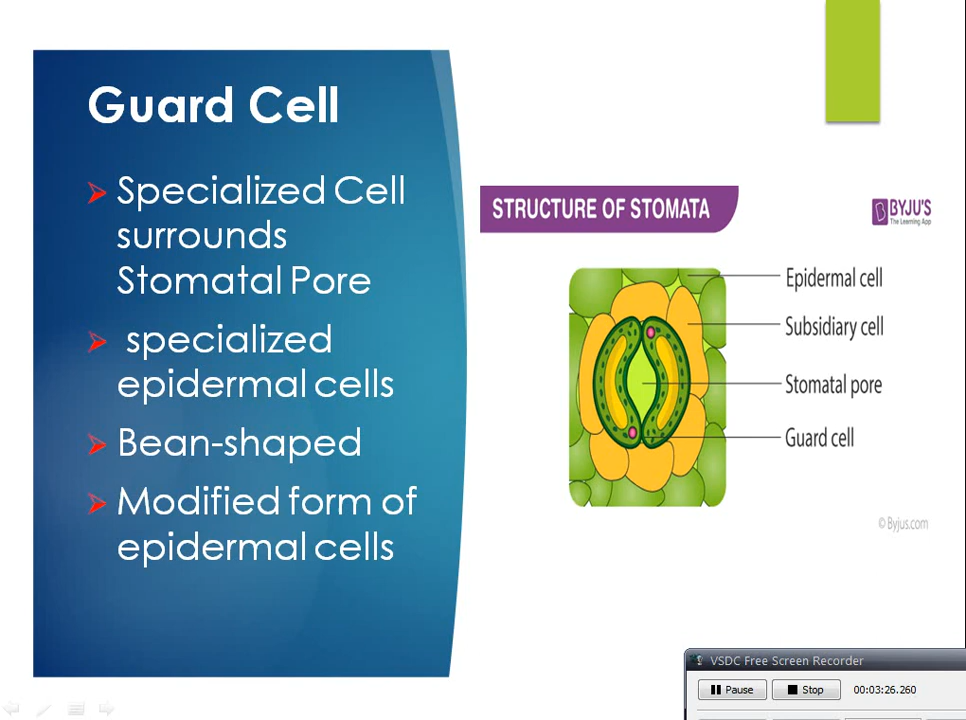 Guard Cell
Specialized Cell
surrounds
Stomatal Pore
specialized
epidermal cells
Bean-shaped
Modified form of
epidermal cells
STRUCTURE OF STOMATA
BYJU'S
The Learning App
Epidermal cell
Subsidiary cell
Stomatal pore
Guard cell
© Byjus.com
VSDC Free Screen Recorder
Pause
Stop
00:03:26.260